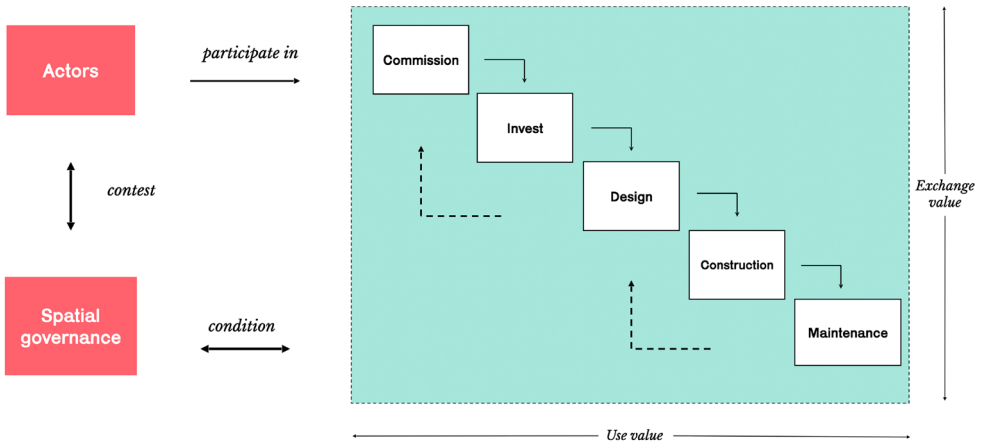 participate in
Actors
Commission
Invest
contest
Design
Exchange
value
Construction
Spatial
governance
condition
Maintenance
Use value